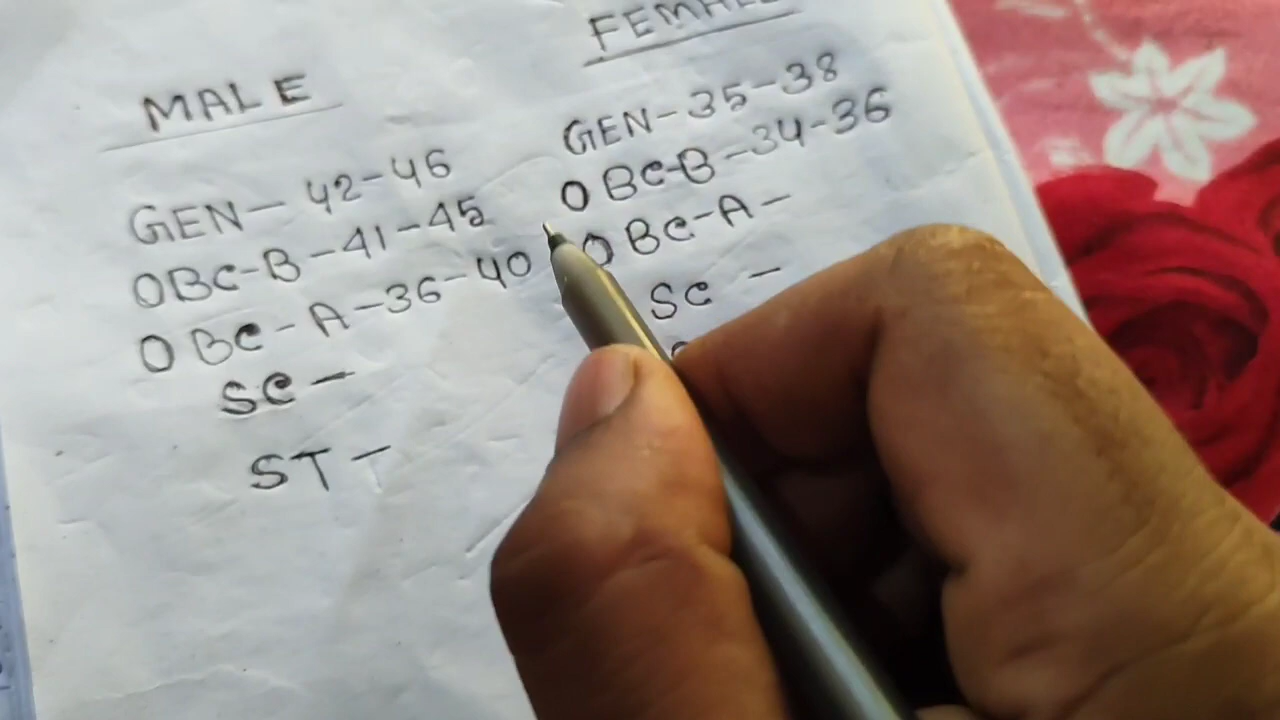 MALE
GEN- 42-46
OBC-B-41-45
OBC-A-36-40
SC-
ST-
FEMALE
GEN-35-38
OBC-B-34-36
OBC-A-
SC -